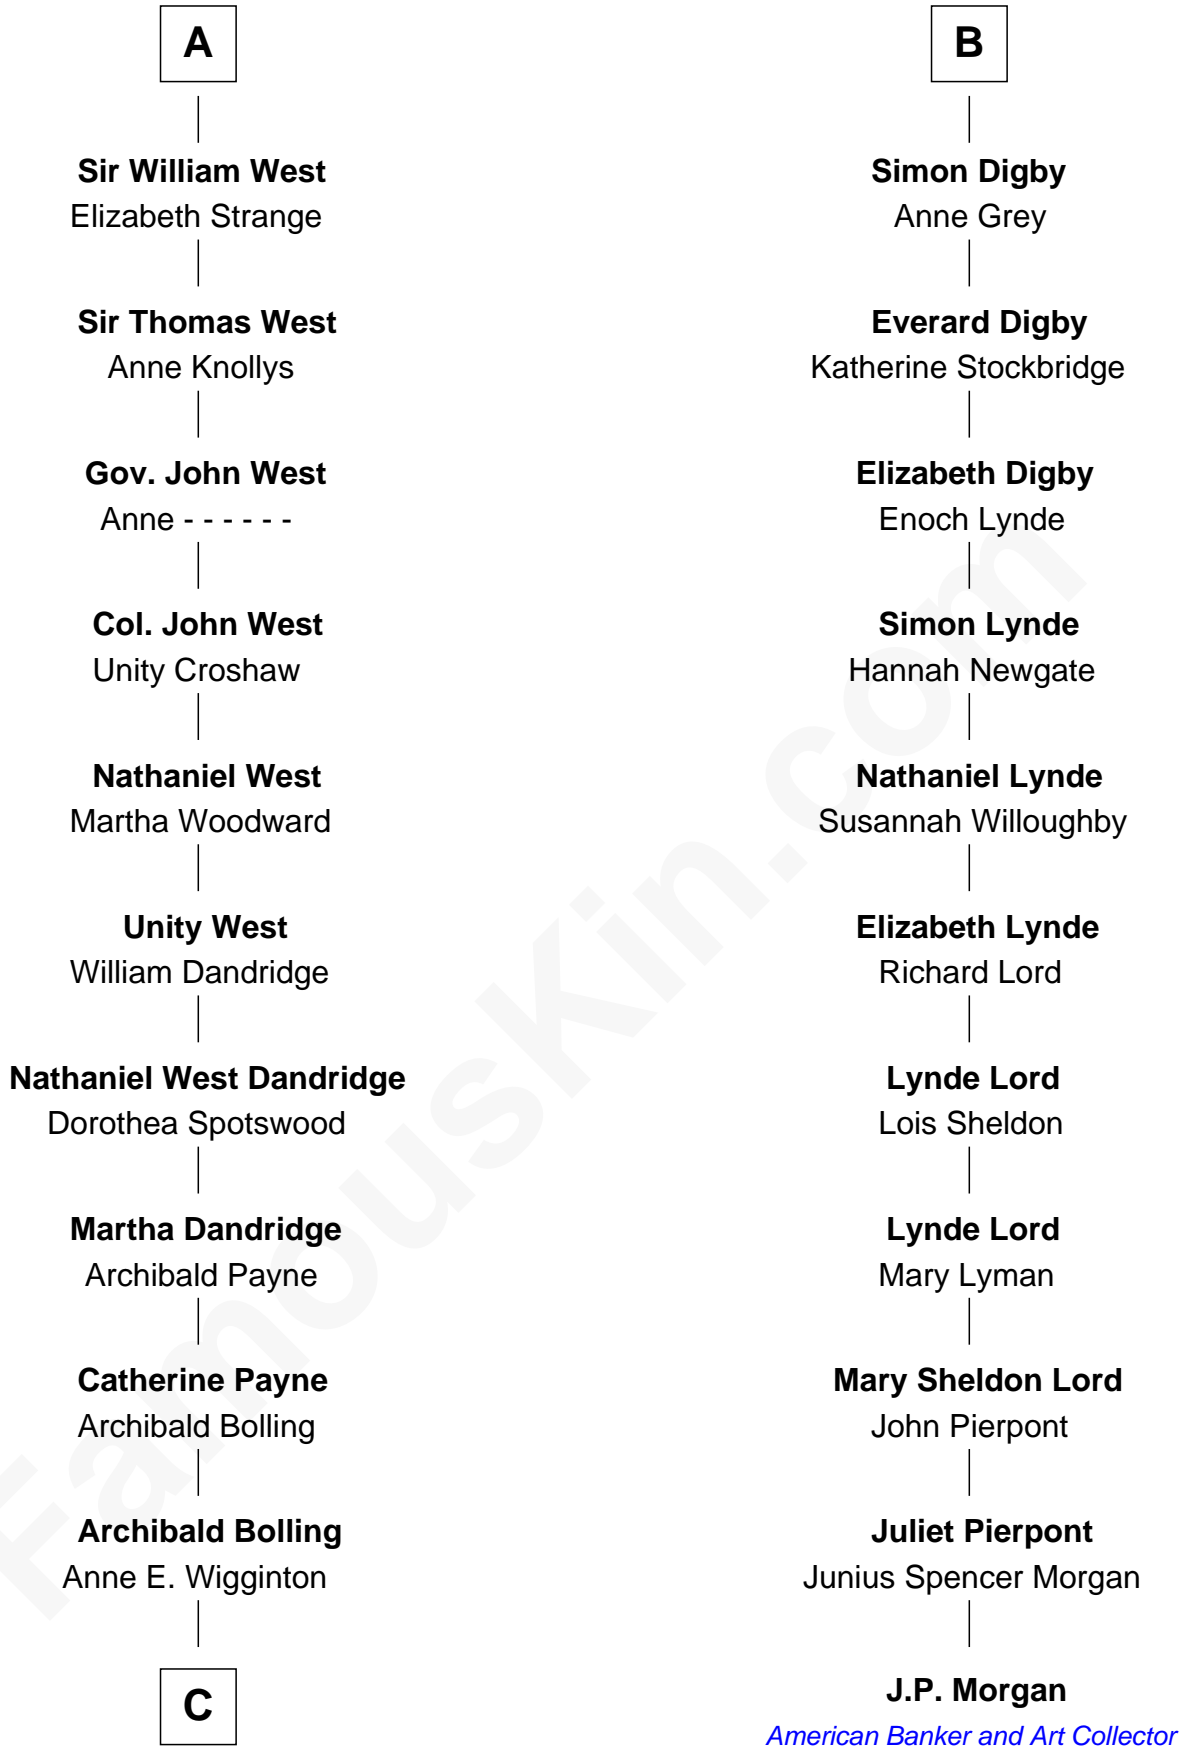 A
Sir William West
Elizabeth Strange
Sir Thomas West
Anne Knollys
Gov. John West
Anne - - - - - -
Col. John West
Unity Croshaw
Nathaniel West
Martha Woodward
Unity West
William Dandridge
Nathaniel West Dandridge
Dorothea Spotswood
Martha Dandridge
Archibald Payne
Catherine Payne
Archibald Bolling
Archibald Bolling
Anne E. Wigginton
C
B
Simon Digby
Anne Grey
Everard Digby
Katherine Stockbridge
Elizabeth Digby
Enoch Lynde
Simon Lynde
Hannah Newgate
Nathaniel Lynde
Susannah Willoughby
Elizabeth Lynde
Richard Lord
Lynde Lord
Lois Sheldon
Lynde Lord
Mary Lyman
Mary Sheldon Lord
John Pierpont
Juliet Pierpont
Junius Spencer Morgan
J.P. Morgan
American Banker and Art Collector
FamousKin.com